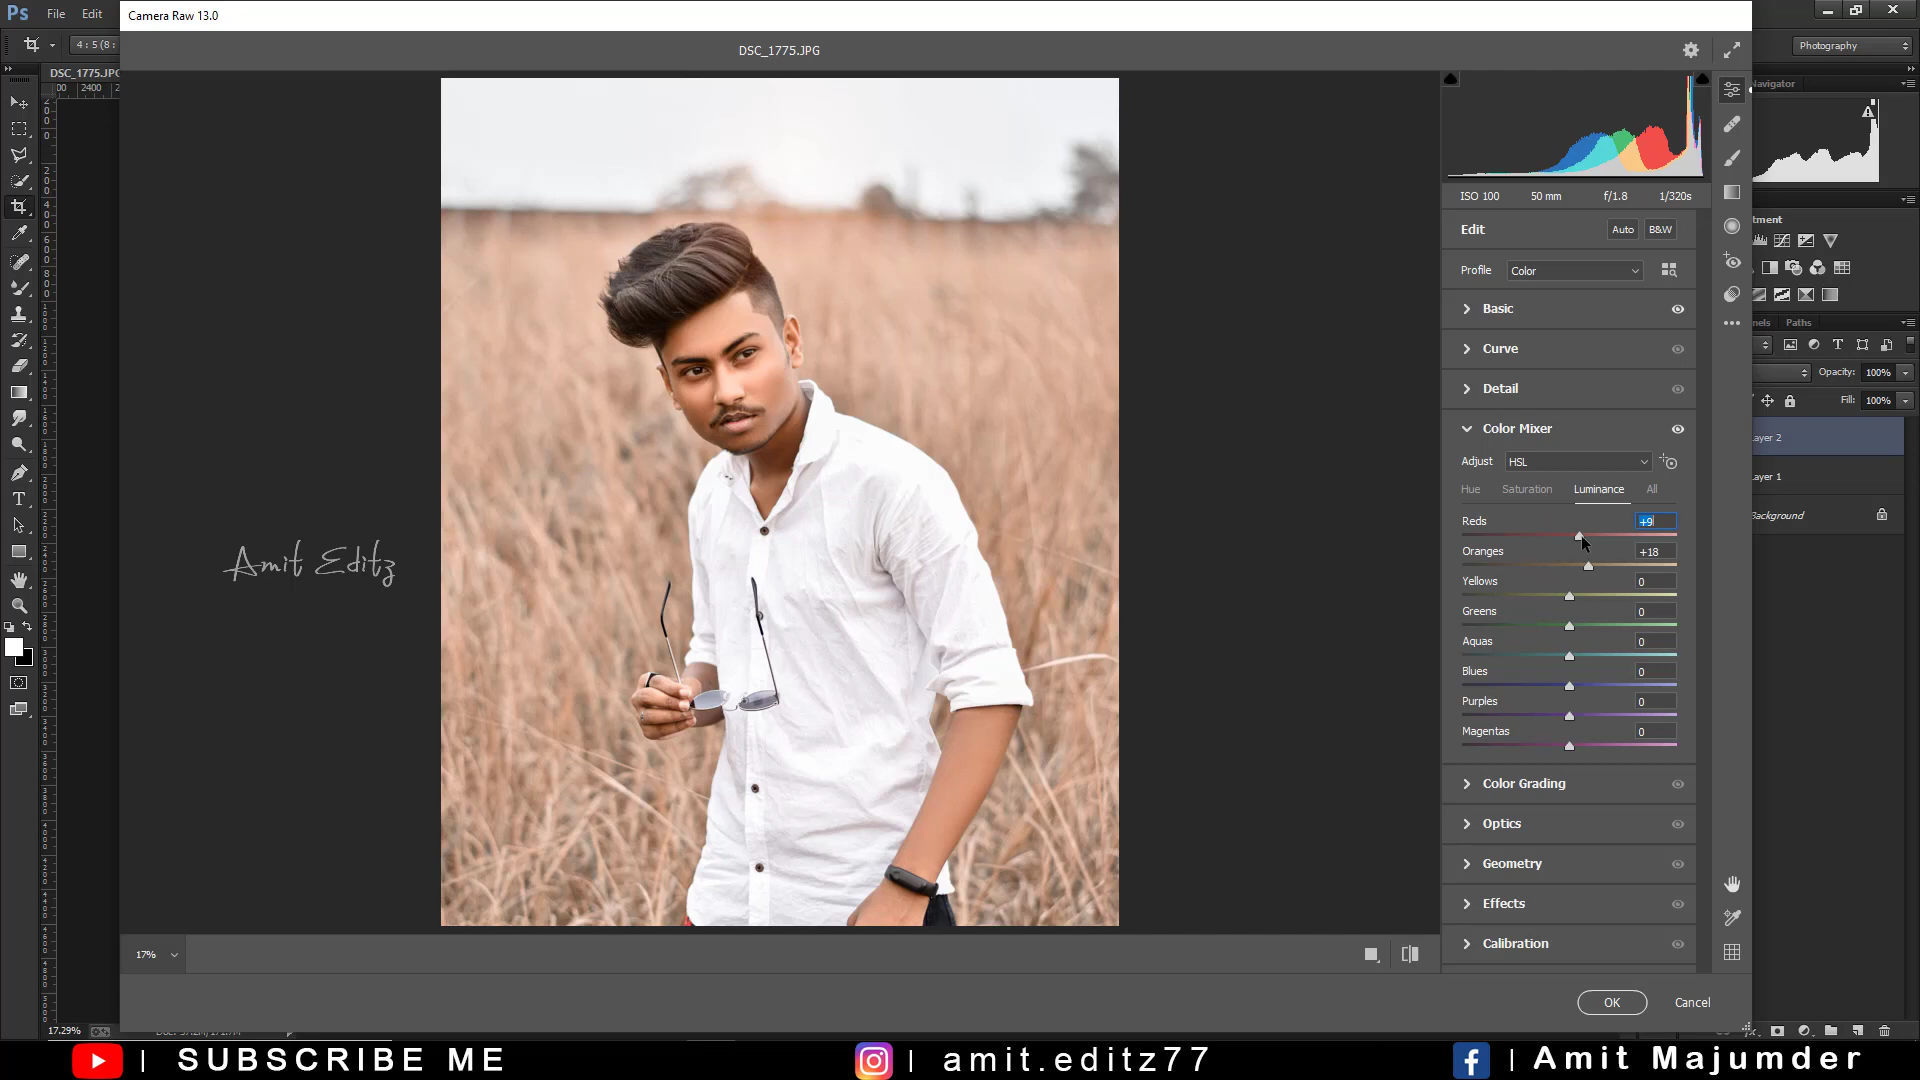 Ps File Edit
Camera Raw 13.0
4 : 5 (8 :
Photography
DSC_1775.JPG
DSC_1775.JPG
Navigator
00 2400
ISO 100 50 mm f/1.8 1/320s
Edit Auto B&W
Profile Color
Basic
Curve
Detail
Color Mixer
Adjust HSL
Hue Saturation Luminance All
Reds +9
Oranges +18
Yellows 0
Greens 0
Aquas 0
Blues 0
Purples 0
Magentas 0
Color Grading
Optics
Geometry
Effects
Calibration
tment
nels Paths
Opacity: 100%
Fill: 100%
ayer 2
ayer 1
Background
Amit Editz
17%
OK Cancel
17.29%
| SUBSCRIBE ME
| amit.editz77
| Amit Majumder